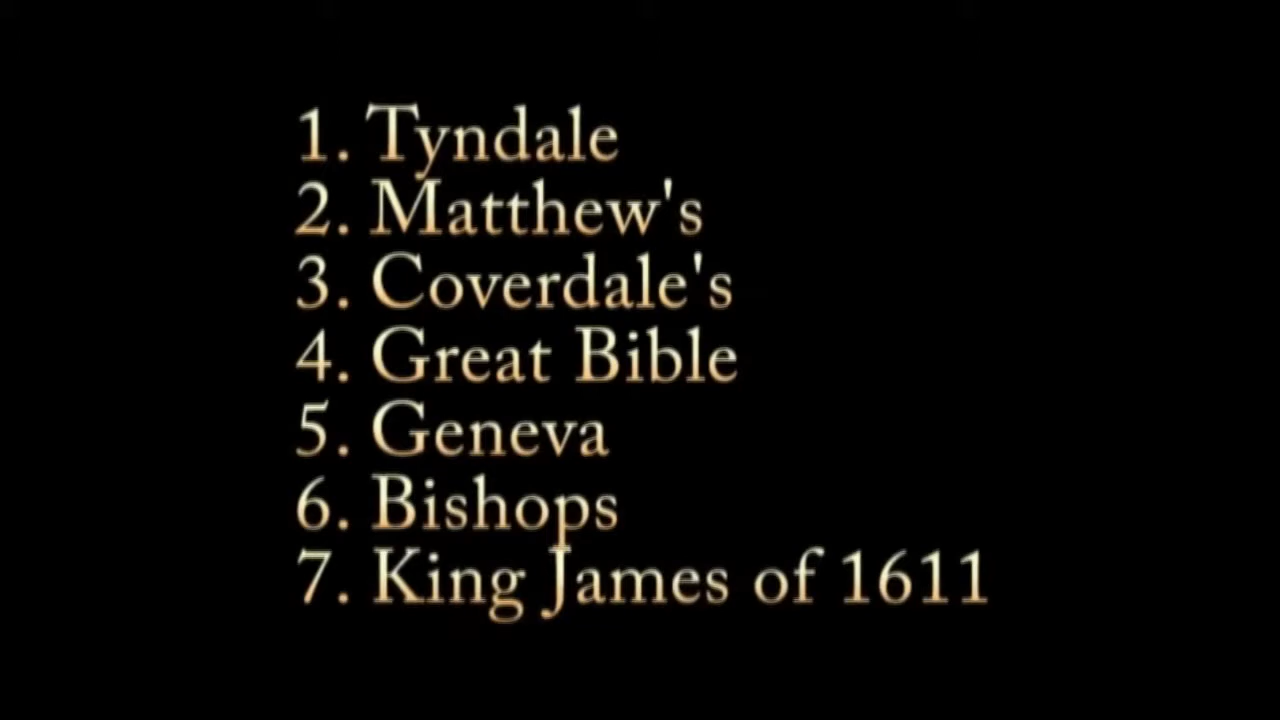 1. Tyndale
2. Matthew's
3. Coverdale's
4. Great Bible
5. Geneva
6. Bishops
7. King James of 1611